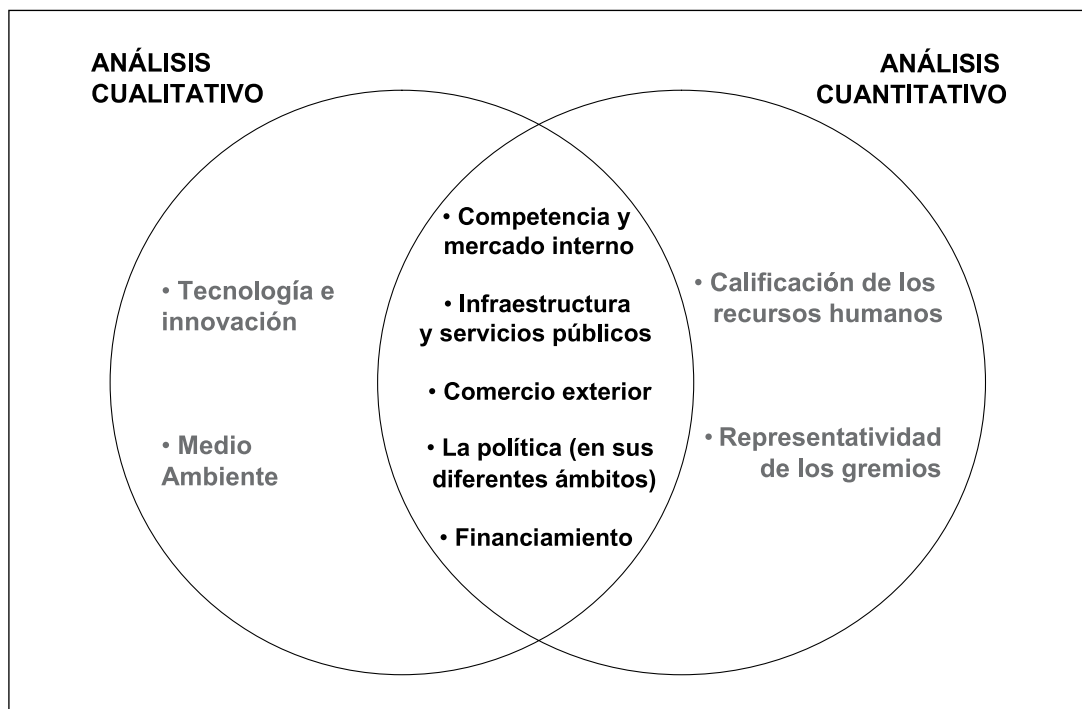 ANÁLISIS
CUALITATIVO
ANÁLISIS
CUANTITATIVO
• Tecnología e
innovación
• Medio
Ambiente
• Competencia y
mercado interno
• Infraestructura
y servicios públicos
• Comercio exterior
• La política (en sus
diferentes ámbitos)
• Financiamiento
• Calificación de los
recursos humanos
• Representatividad
de los gremios